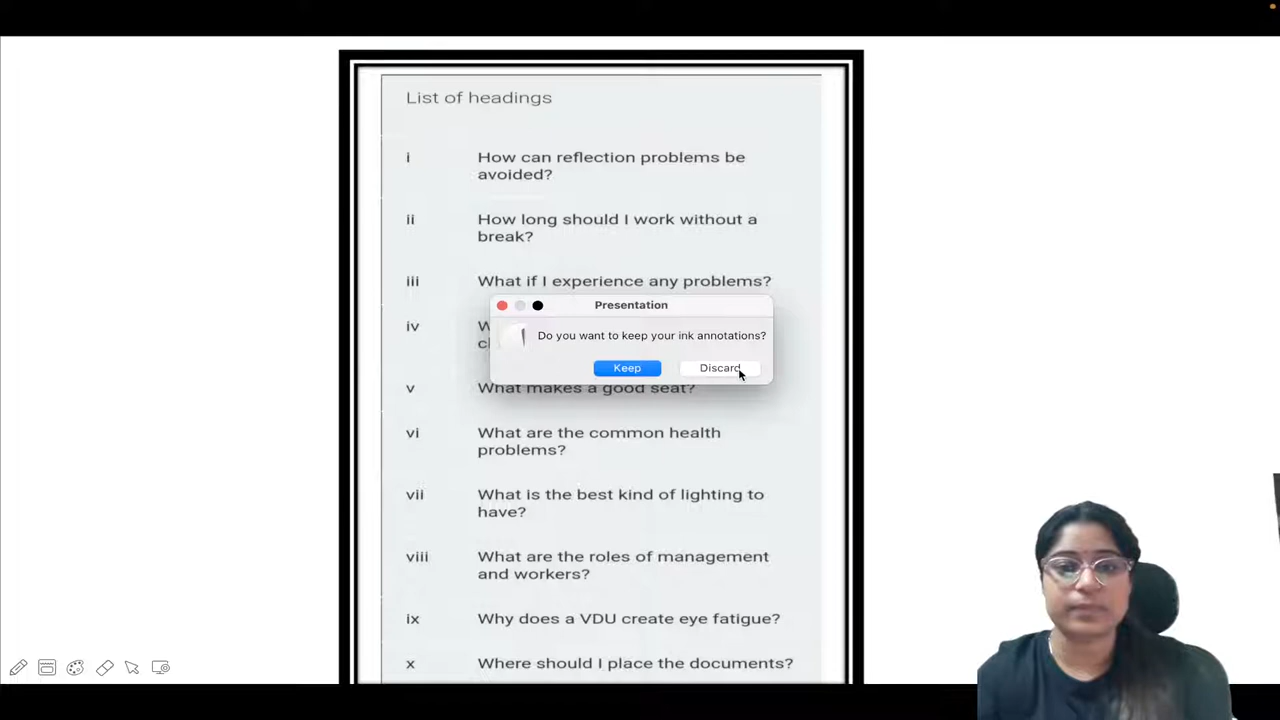 List of headings
i How can reflection problems be
avoided?
ii How long should I work without a
break?
iii What if I experience any problems?
Presentation
Do you want to keep your ink annotations?
Keep Discard
iv
v What makes a good seat?
vi What are the common health
problems?
vii What is the best kind of lighting to
have?
viii What are the roles of management
and workers?
ix Why does a VDU create eye fatigue?
x Where should I place the documents?